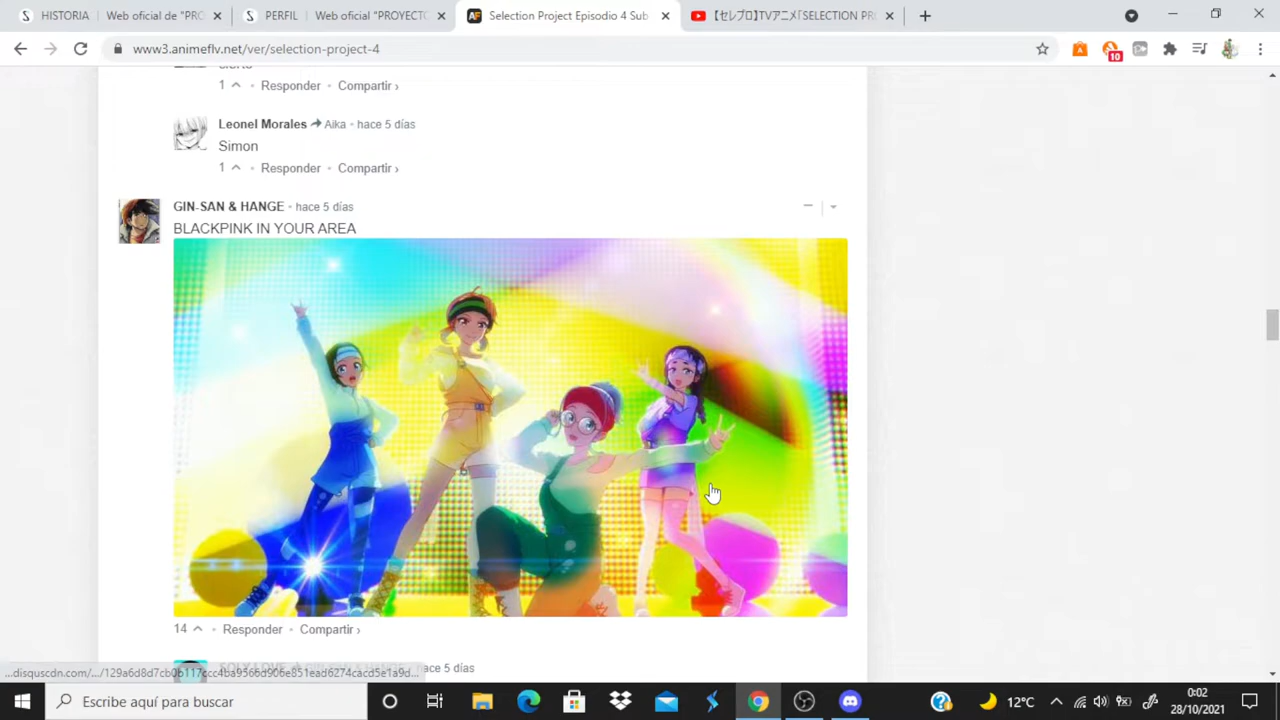 HISTORIA
Web oficial de "PRO
PERFIL
Web oficial "PROYECTO
AF
Selection Project Episodio 4 Sub
【セレプロ】TVアニメ「SELECTION PR
www3.animeflv.net/ver/selection-project-4
10
1
Responder
Compartir ›
Leonel Morales
Aika
hace 5 días
Simon
1
Responder
Compartir ›
GIN-SAN & HANGE
hace 5 días
BLACKPINK IN YOUR AREA
14
Responder
Compartir ›
hace 5 días
Escribe aquí para buscar
12°C
0:02
28/10/2021